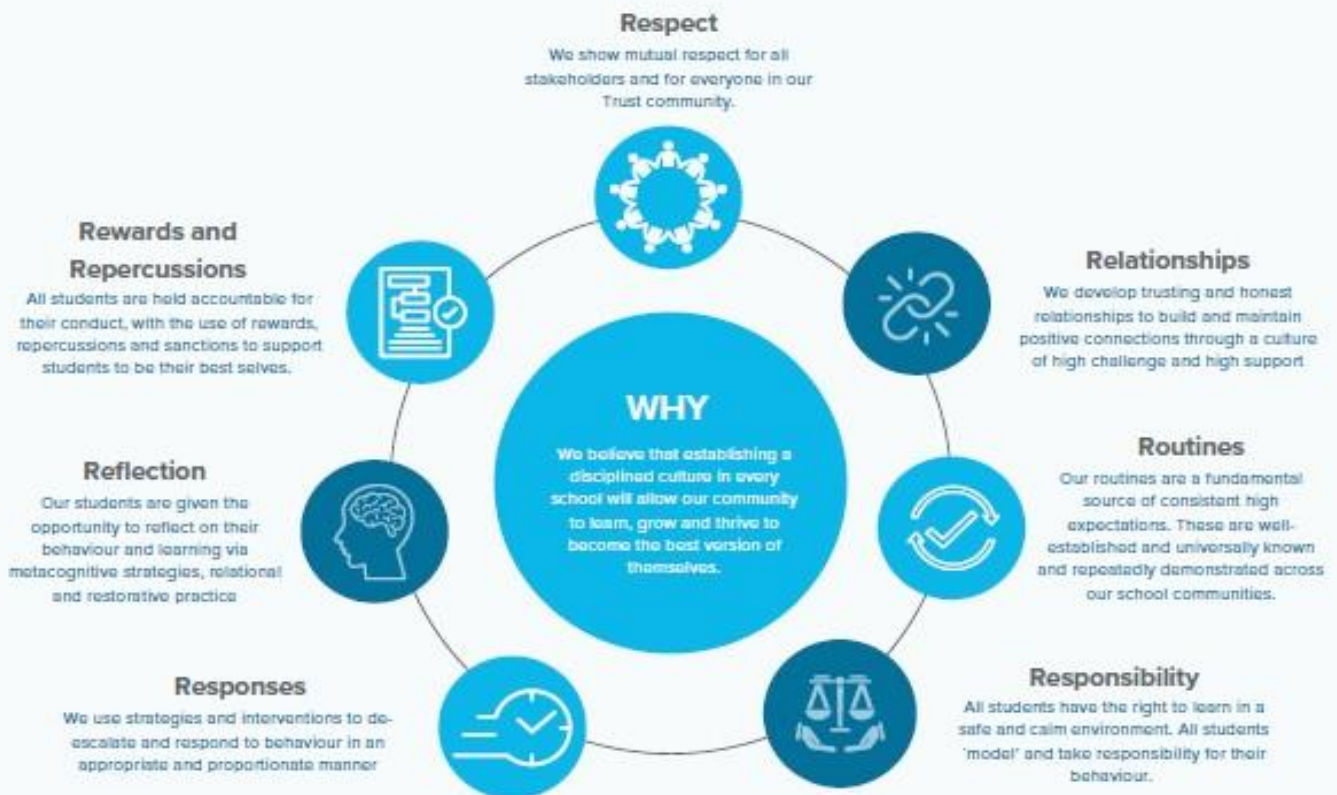 Respect
We show mutual respect for all
stakeholders and for everyone in our
Trust community.
Relationships
We develop trusting and honest
relationships to build and maintain
positive connections through a culture
of high challenge and high support
Routines
Our routines are a fundamental
source of consistent high
expectations. These are well-
established and universally known
and repeatedly demonstrated across
our school communities.
Responsibility
All students have the right to learn in a
safe and calm environment. All students
'model' and take responsibility for their
behaviour.
Responses
We use strategies and interventions to de-
escalate and respond to behaviour in an
appropriate and proportionate manner
Reflection
Our students are given the
opportunity to reflect on their
behaviour and learning via
metacognitive strategies, relational
and restorative practice
Rewards and
Repercussions
All students are held accountable for
their conduct, with the use of rewards,
repercussions and sanctions to support
students to be their best selves.
WHY
We believe that establishing a
disciplined culture in every
school will allow our community
to learn, grow and thrive to
become the best version of
themselves.